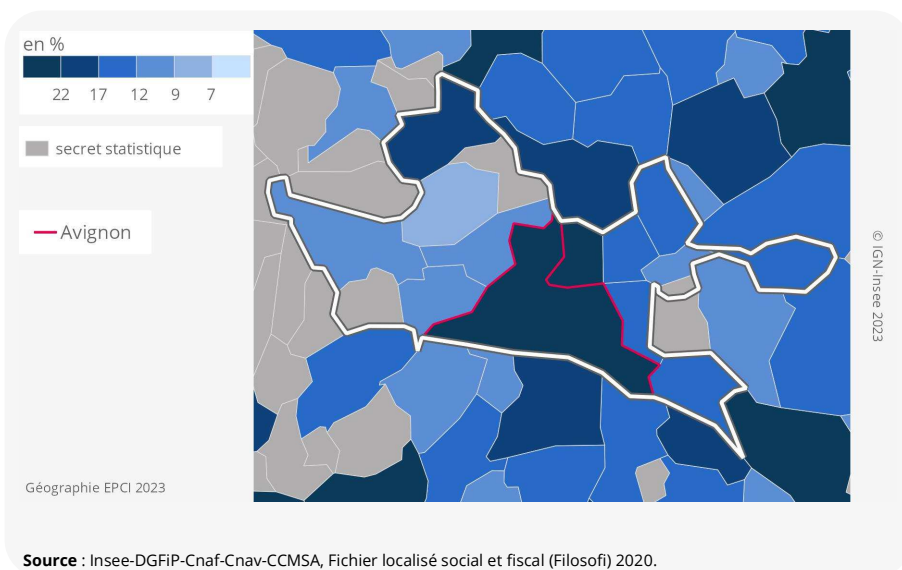 en %
22 17 12 9 7
secret statistique
Avignon
© IGN-Insee 2023
Géographie EPCI 2023
Source : Insee-DGFiP-Cnaf-Cnav-CCMSA, Fichier localisé social et fiscal (Filosofi) 2020.